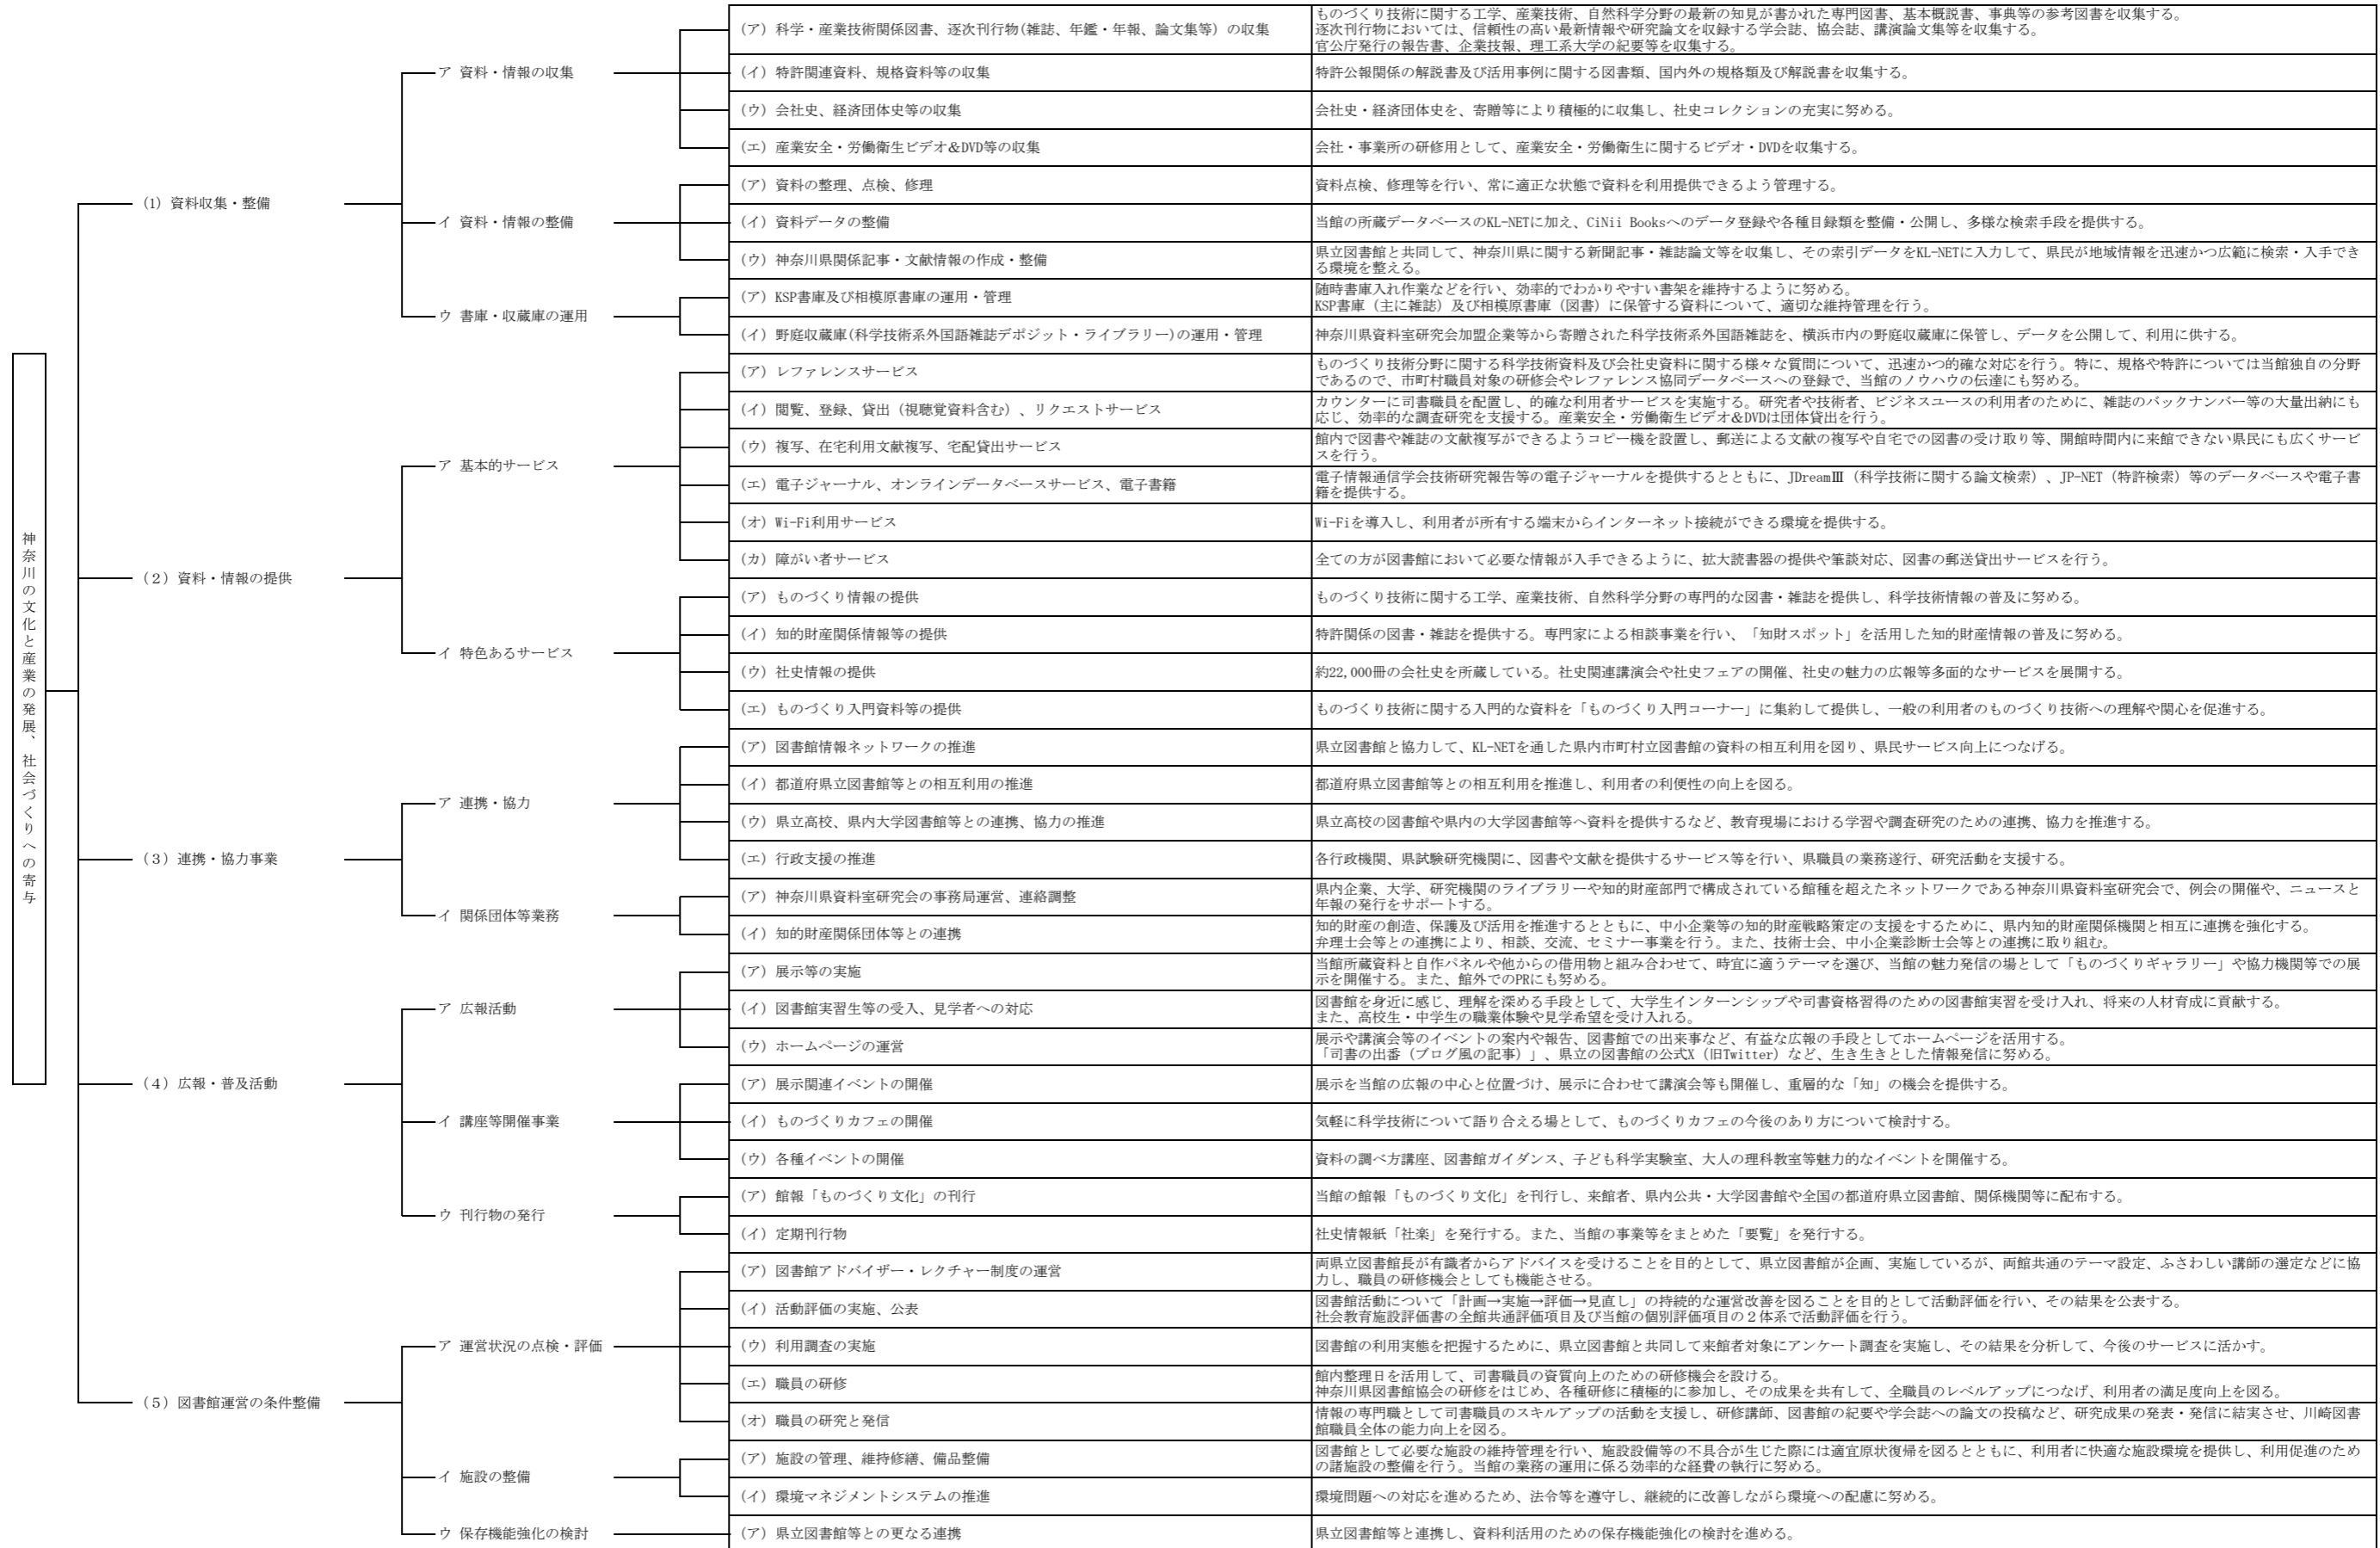 神奈川の文化と産業の発展、社会づくりへの寄与
(1) 資料収集・整備
ア 資料・情報の収集
(ア) 科学・産業技術関係図書、逐次刊行物(雑誌、年鑑・年報、論文集等) の収集
ものづくり技術に関する工学、産業技術、自然科学分野の最新の知見が書かれた専門図書、基本概説書、事典等の参考図書を収集する。
逐次刊行物においては、信頼性の高い最新情報や研究論文を収録する学会誌、協会誌、講演論文集等を収集する。
官公庁発行の報告書、企業技報、理工系大学の紀要等を収集する。
(イ) 特許関連資料、規格資料等の収集
特許公報関係の解説書及び活用事例に関する図書類、国内外の規格類及び解説書を収集する。
(ウ) 会社史、経済団体史等の収集
会社史・経済団体史を、寄贈等により積極的に収集し、社史コレクションの充実に努める。
(エ) 産業安全・労働衛生ビデオ&DVD等の収集
会社・事業所の研修用として、産業安全・労働衛生に関するビデオ・DVDを収集する。
イ 資料・情報の整備
(ア) 資料の整理、点検、修理
資料点検、修理等を行い、常に適正な状態で資料を利用提供できるよう管理する。
(イ) 資料データの整備
当館の所蔵データベースのKL-NETに加え、CiNii Booksへのデータ登録や各種目録類を整備・公開し、多様な検索手段を提供する。
(ウ) 神奈川県関係記事・文献情報の作成・整備
県立図書館と共同して、神奈川県に関する新聞記事・雑誌論文等を収集し、その索引データをKL-NETに入力して、県民が地域情報を迅速かつ広範に検索・入手でき
る環境を整える。
ウ 書庫・収蔵庫の運用
(ア) KSP書庫及び相模原書庫の運用・管理
随時書庫入れ作業などを行い、効率的でわかりやすい書架を維持するように努める。
KSP書庫（主に雑誌）及び相模原書庫（図書）に保管する資料について、適切な維持管理を行う。
(イ) 野庭収蔵庫(科学技術系外国語雑誌デポジット・ライブラリー)の運用・管理
神奈川県資料室研究会加盟企業等から寄贈された科学技術系外国語雑誌を、横浜市内の野庭収蔵庫に保管し、データを公開して、利用に供する。
（２）資料・情報の提供
ア 基本的サービス
(ア) レファレンスサービス
ものづくり技術分野に関する科学技術資料及び会社史資料に関する様々な質問について、迅速かつ的確な対応を行う。特に、規格や特許については当館独自の分野
であるので、市町村職員対象の研修会やレファレンス協同データベースへの登録で、当館のノウハウの伝達にも努める。
(イ) 閲覧、登録、貸出（視聴覚資料含む）、リクエストサービス
カウンターに司書職員を配置し、的確な利用者サービスを実施する。研究者や技術者、ビジネスユースの利用者のために、雑誌のバックナンバー等の大量出納にも
応じ、効率的な調査研究を支援する。産業安全・労働衛生ビデオ&DVDは団体貸出を行う。
(ウ) 複写、在宅利用文献複写、宅配貸出サービス
館内で図書や雑誌の文献複写ができるようコピー機を設置し、郵送による文献の複写や自宅での図書の受け取り等、開館時間内に来館できない県民にも広くサービ
スを行う。
(エ) 電子ジャーナル、オンラインデータベースサービス、電子書籍
電子情報通信学会技術研究報告等の電子ジャーナルを提供するとともに、JDreamⅢ（科学技術に関する論文検索）、JP-NET（特許検索）等のデータベースや電子書
籍を提供する。
(オ) Wi-Fi利用サービス
Wi-Fiを導入し、利用者が所有する端末からインターネット接続ができる環境を提供する。
(カ) 障がい者サービス
全ての方が図書館において必要な情報が入手できるように、拡大読書器の提供や筆談対応、図書の郵送貸出サービスを行う。
イ 特色あるサービス
(ア) ものづくり情報の提供
ものづくり技術に関する工学、産業技術、自然科学分野の専門的な図書・雑誌を提供し、科学技術情報の普及に努める。
(イ) 知的財産関係情報等の提供
特許関係の図書・雑誌を提供する。専門家による相談事業を行い、「知財スポット」を活用した知的財産情報の普及に努める。
(ウ) 社史情報の提供
約22,000冊の会社史を所蔵している。社史関連講演会や社史フェアの開催、社史の魅力の広報等多面的なサービスを展開する。
(エ) ものづくり入門資料等の提供
ものづくり技術に関する入門的な資料を「ものづくり入門コーナー」に集約して提供し、一般の利用者のものづくり技術への理解や関心を促進する。
（３）連携・協力事業
ア 連携・協力
(ア) 図書館情報ネットワークの推進
県立図書館と協力して、KL-NETを通した県内市町村立図書館の資料の相互利用を図り、県民サービス向上につなげる。
(イ) 都道府県立図書館等との相互利用の推進
都道府県立図書館等との相互利用を推進し、利用者の利便性の向上を図る。
(ウ) 県立高校、県内大学図書館等との連携、協力の推進
県立高校の図書館や県内の大学図書館等へ資料を提供するなど、教育現場における学習や調査研究のための連携、協力を推進する。
(エ) 行政支援の推進
各行政機関、県試験研究機関に、図書や文献を提供するサービス等を行い、県職員の業務遂行、研究活動を支援する。
イ 関係団体等業務
(ア) 神奈川県資料室研究会の事務局運営、連絡調整
県内企業、大学、研究機関のライブラリーや知的財産部門で構成されている館種を超えたネットワークである神奈川県資料室研究会で、例会の開催や、ニュースと
年報の発行をサポートする。
(イ) 知的財産関係団体等との連携
知的財産の創造、保護及び活用を推進するとともに、中小企業等の知的財産戦略策定の支援をするために、県内知的財産関係機関と相互に連携を強化する。
弁理士会等との連携により、相談、交流、セミナー事業を行う。また、技術士会、中小企業診断士会等との連携に取り組む。
（４）広報・普及活動
ア 広報活動
(ア) 展示等の実施
当館所蔵資料と自作パネルや他からの借用物と組み合わせて、時宜に適うテーマを選び、当館の魅力発信の場として「ものづくりギャラリー」や協力機関等での展
示を開催する。また、館外でのPRにも努める。
(イ) 図書館実習生等の受入、見学者への対応
図書館を身近に感じ、理解を深める手段として、大学生インターンシップや司書資格習得のための図書館実習を受け入れ、将来の人材育成に貢献する。
また、高校生・中学生の職業体験や見学希望を受け入れる。
(ウ) ホームページの運営
展示や講演会等のイベントの案内や報告、図書館での出来事など、有益な広報の手段としてホームページを活用する。
「司書の出番（ブログ風の記事）」、県立の図書館の公式X（旧Twitter）など、生き生きとした情報発信に努める。
イ 講座等開催事業
(ア) 展示関連イベントの開催
展示を当館の広報の中心と位置づけ、展示に合わせて講演会等も開催し、重層的な「知」の機会を提供する。
(イ) ものづくりカフェの開催
気軽に科学技術について語り合える場として、ものづくりカフェの今後のあり方について検討する。
(ウ) 各種イベントの開催
資料の調べ方講座、図書館ガイダンス、子ども科学実験室、大人の理科教室等魅力的なイベントを開催する。
ウ 刊行物の発行
(ア) 館報「ものづくり文化」の刊行
当館の館報「ものづくり文化」を刊行し、来館者、県内公共・大学図書館や全国の都道府県立図書館、関係機関等に配布する。
(イ) 定期刊行物
社史情報紙「社楽」を発行する。また、当館の事業等をまとめた「要覧」を発行する。
（５）図書館運営の条件整備
ア 運営状況の点検・評価
(ア) 図書館アドバイザー・レクチャー制度の運営
両県立図書館長が有識者からアドバイスを受けることを目的として、県立図書館が企画、実施しているが、両館共通のテーマ設定、ふさわしい講師の選定などに協
力し、職員の研修機会としても機能させる。
(イ) 活動評価の実施、公表
図書館活動について「計画→実施→評価→見直し」の持続的な運営改善を図ることを目的として活動評価を行い、その結果を公表する。
社会教育施設評価書の全館共通評価項目及び当館の個別評価項目の２体系で活動評価を行う。
(ウ) 利用調査の実施
図書館の利用実態を把握するために、県立図書館と共同して来館者対象にアンケート調査を実施し、その結果を分析して、今後のサービスに活かす。
(エ) 職員の研修
館内整理日を活用して、司書職員の資質向上のための研修機会を設ける。
神奈川県図書館協会の研修をはじめ、各種研修に積極的に参加し、その成果を共有して、全職員のレベルアップにつなげ、利用者の満足度向上を図る。
(オ) 職員の研究と発信
情報の専門職として司書職員のスキルアップの活動を支援し、研修講師、図書館の紀要や学会誌への論文の投稿など、研究成果の発表・発信に結実させ、川崎図書
館職員全体の能力向上を図る。
イ 施設の整備
(ア) 施設の管理、維持修繕、備品整備
図書館として必要な施設の維持管理を行い、施設設備等の不具合が生じた際には適宜原状復帰を図るとともに、利用者に快適な施設環境を提供し、利用促進のため
の諸施設の整備を行う。当館の業務の運用に係る効率的な経費の執行に努める。
(イ) 環境マネジメントシステムの推進
環境問題への対応を進めるため、法令等を遵守し、継続的に改善しながら環境への配慮に努める。
ウ 保存機能強化の検討
(ア) 県立図書館等との更なる連携
県立図書館等と連携し、資料利活用のための保存機能強化の検討を進める。